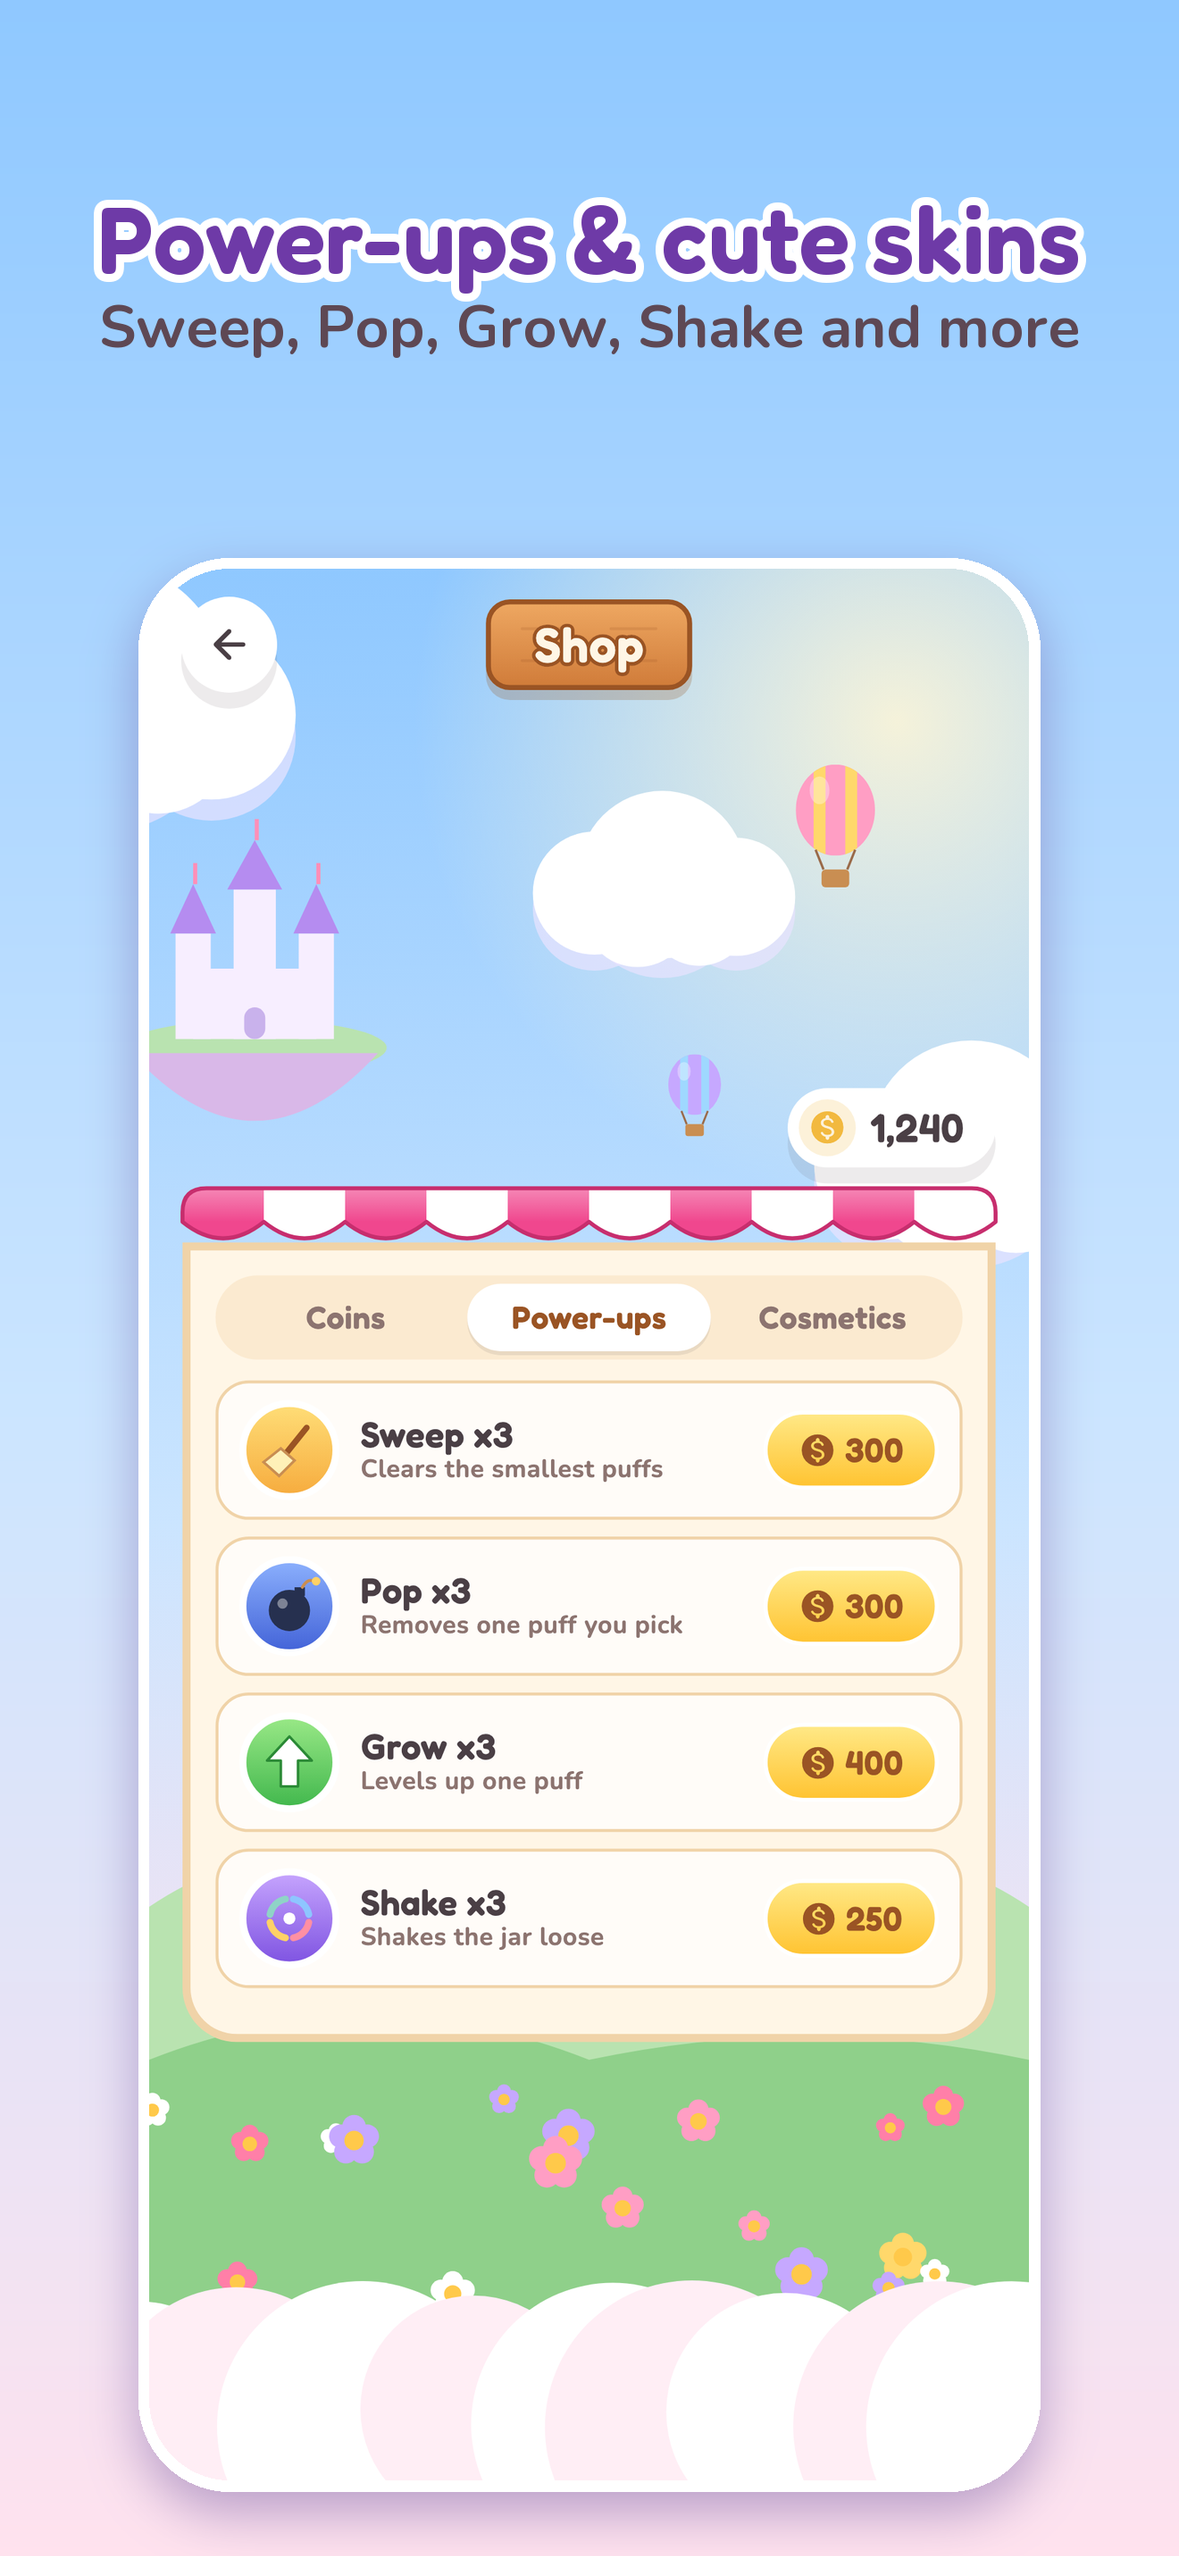 Power-ups & cute skins
Sweep, Pop, Grow, Shake and more
Shop
1,240
Coins
Power-ups
Cosmetics
Sweep x3
Clears the smallest puffs
300
Pop x3
Removes one puff you pick
300
Grow x3
Levels up one puff
400
Shake x3
Shakes the jar loose
250